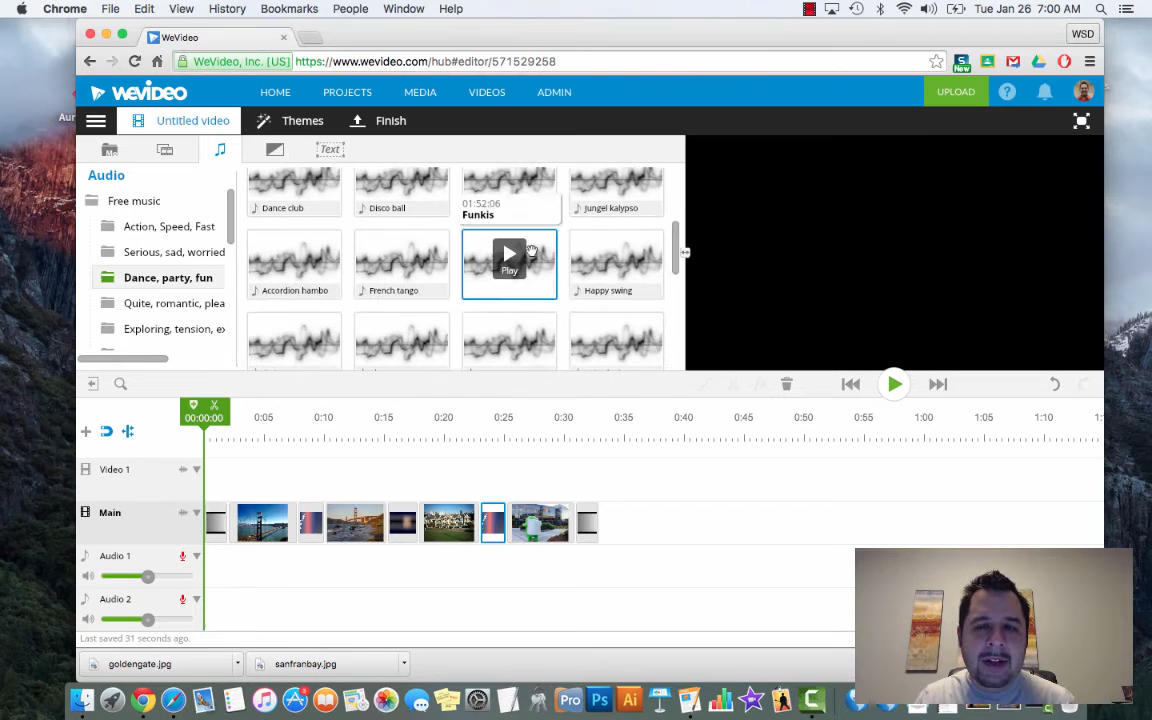 Chrome File Edit View History Bookmarks People Window Help Tue Jan 26 7:00 AM
WeVideo WSD
WeVideo, Inc. [US] https://www.wevideo.com/hub#editor/571529258
New
wevideo HOME PROJECTS MEDIA VIDEOS ADMIN UPLOAD
Untitled video Themes Finish
Text
Audio
Free music
Action, Speed, Fast
Serious, sad, worried
Dance, party, fun
Quite, romantic, plea
Exploring, tension, ex
Dance club Disco ball Jungel kalypso
01:52:06
Funkis
Play
Accordion hambo French tango Happy swing
00:00:00 0:05 0:10 0:15 0:20 0:25 0:30 0:35 0:40 0:45 0:50 0:55 1:00 1:05 1:10
Video 1
Main
Audio 1
Audio 2
Last saved 31 seconds ago.
goldengate.jpg sanfranbay.jpg
Pro Ps Ai